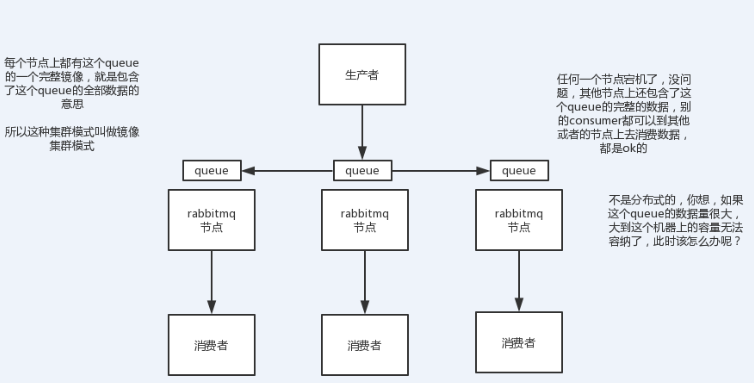 每个节点上都有这个queue
的一个完整镜像，就是包含
了这个queue的全部数据的
意思
所以这种集群模式叫做镜像
集群模式
生产者
任何一个节点宕机了，没问
题，其他节点上还包含了这
个queue的完整的数据，别
的consumer都可以到其他
或者的节点上去消费数据，
都是ok的
queue
queue
queue
rabbitmq
节点
rabbitmq
节点
rabbitmq
节点
不是分布式的，你想，如果
这个queue的数据量很大，
大到这个机器上的容量无法
容纳了，此时该怎么办呢？
消费者
消费者
消费者